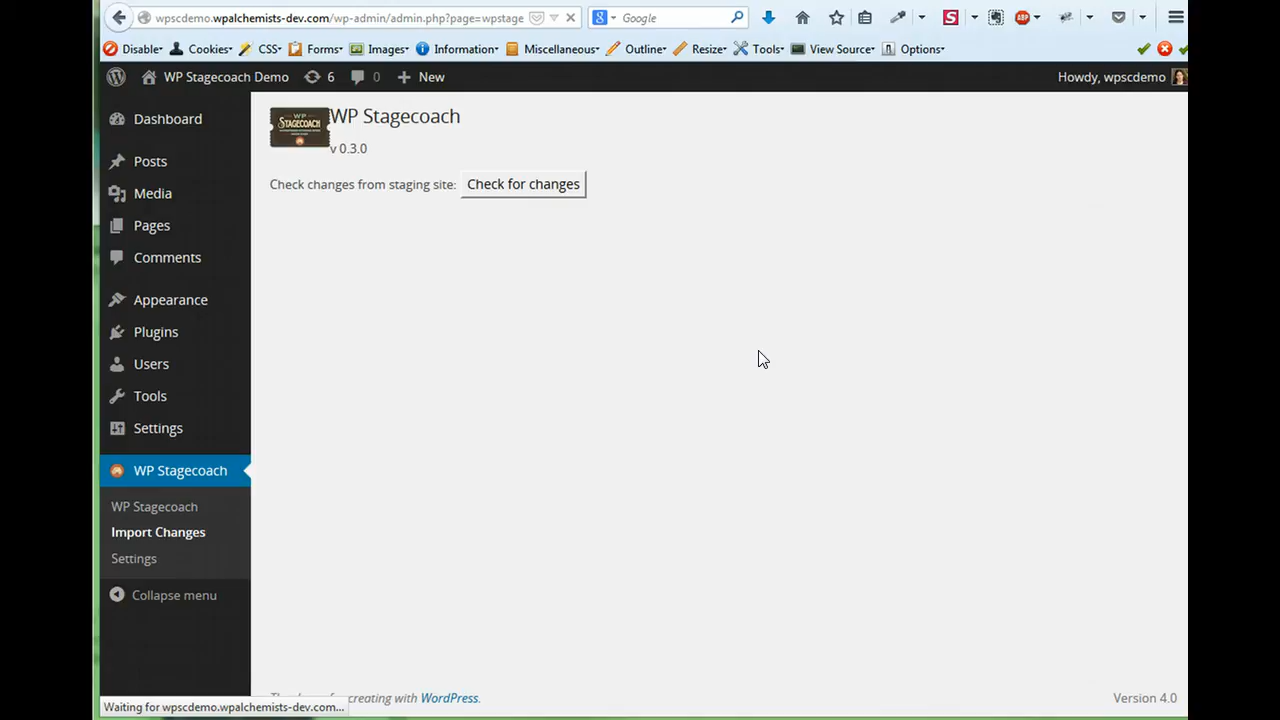 wpscdemo.wpalchemists-dev.com/wp-admin/admin.php?page=wpstage
Google
Disable Cookies CSS Forms Images Information Miscellaneous Outline Resize Tools View Source Options
WP Stagecoach Demo 6 0 New Howdy, wpscdemo
WP STAGECOACH
WP Stagecoach
v 0.3.0
Check changes from staging site: Check for changes
Dashboard
Posts
Media
Pages
Comments
Appearance
Plugins
Users
Tools
Settings
WP Stagecoach
WP Stagecoach
Import Changes
Settings
Collapse menu
creating with WordPress. Version 4.0
Waiting for wpscdemo.wpalchemists-dev.com...